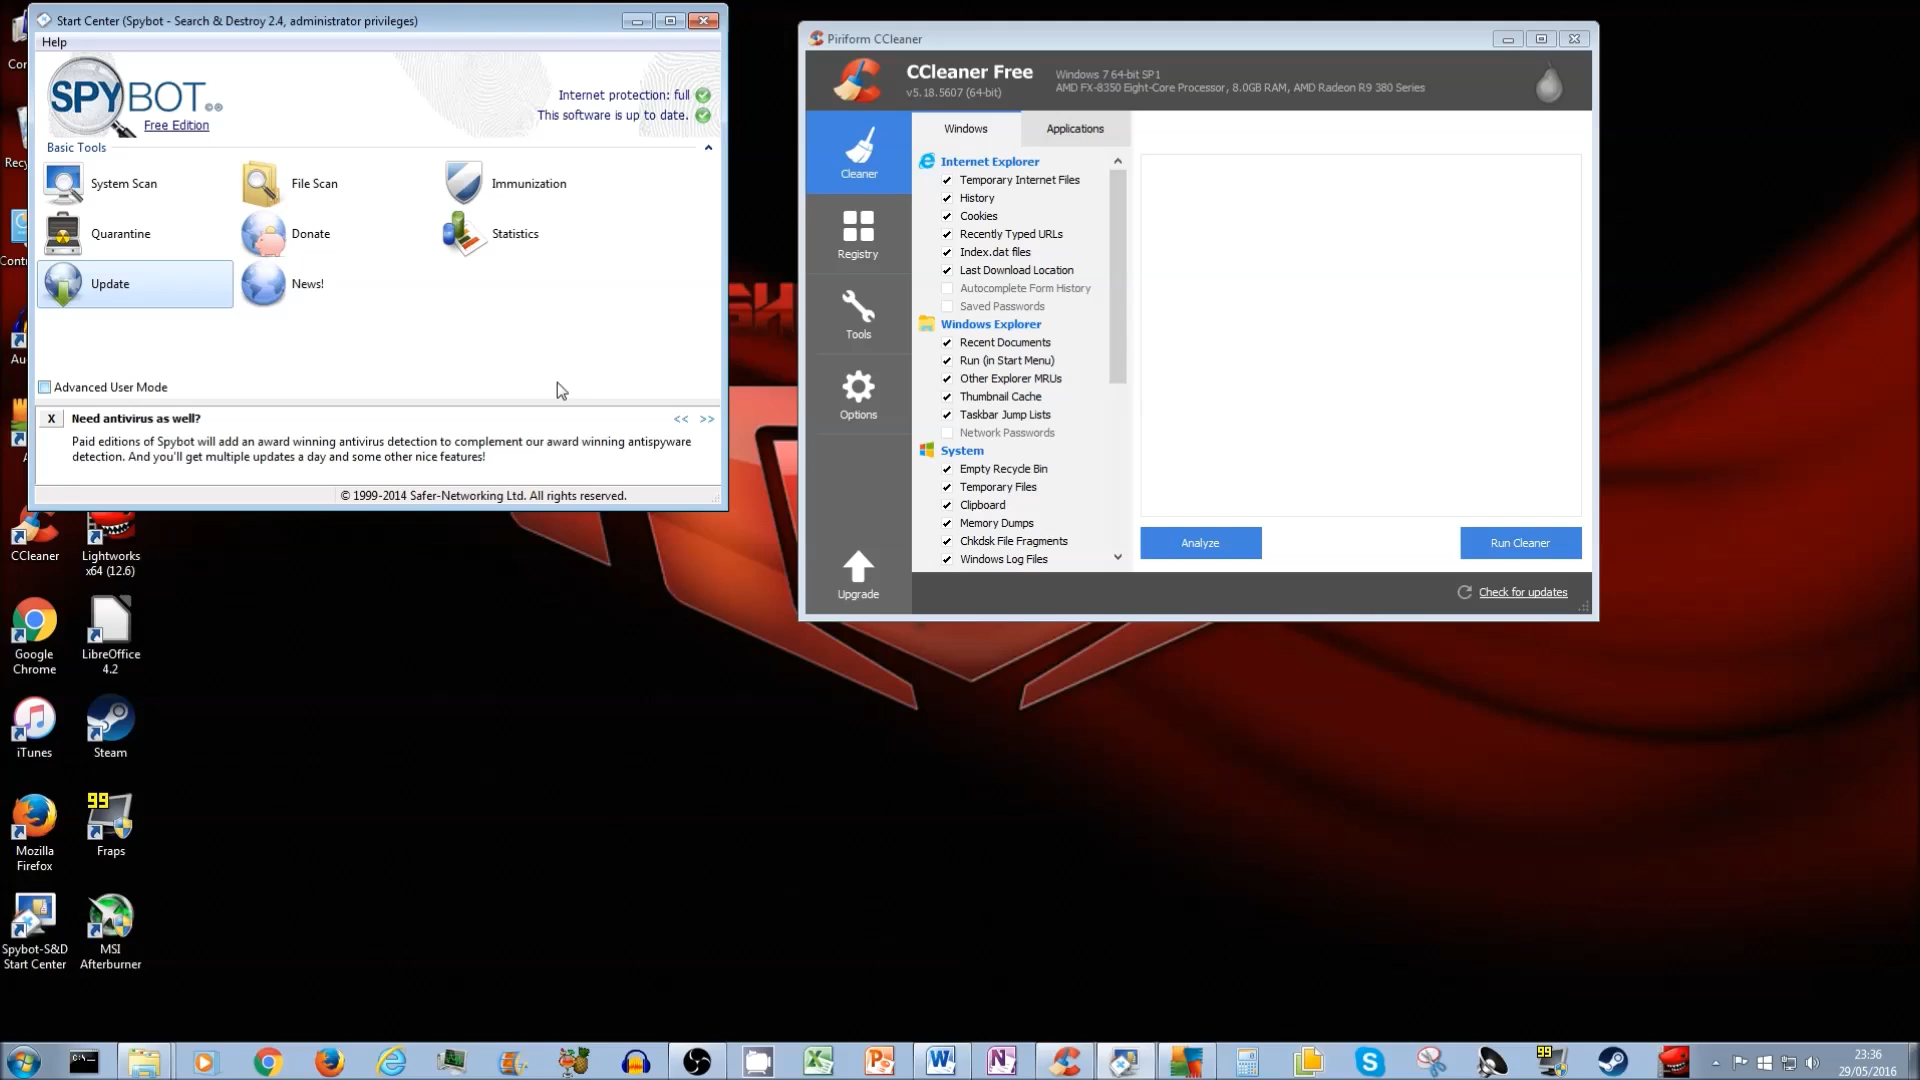 Start Center (Spybot - Search & Destroy 2.4, administrator privileges)
Help
SPYBOT
Free Edition
Internet protection: full
This software is up to date.
Basic Tools
System Scan
File Scan
Immunization
Quarantine
Donate
Statistics
Update
News!
Advanced User Mode
X
Need antivirus as well?
<< >>
Paid editions of Spybot will add an award winning antivirus detection to complement our award winning antispyware
detection. And you'll get multiple updates a day and some other nice features!
© 1999-2014 Safer-Networking Ltd. All rights reserved.
Piriform CCleaner
CCleaner Free
v5.18.5607 (64-bit)
Windows 7 64-bit SP1
AMD FX-8350 Eight-Core Processor, 8.0GB RAM, AMD Radeon R9 380 Series
Cleaner
Registry
Tools
Options
Upgrade
Windows
Applications
Internet Explorer
Temporary Internet Files
History
Cookies
Recently Typed URLs
Index.dat files
Last Download Location
Autocomplete Form History
Saved Passwords
Windows Explorer
Recent Documents
Run (in Start Menu)
Other Explorer MRUs
Thumbnail Cache
Taskbar Jump Lists
Network Passwords
System
Empty Recycle Bin
Temporary Files
Clipboard
Memory Dumps
Chkdsk File Fragments
Windows Log Files
Analyze
Run Cleaner
Check for updates
CCleaner
Lightworks
x64 (12.6)
Google
Chrome
LibreOffice
4.2
iTunes
Steam
99
Mozilla
Firefox
Fraps
Spybot-S&D
Start Center
MSI
Afterburner
99
23:36
29/05/2016